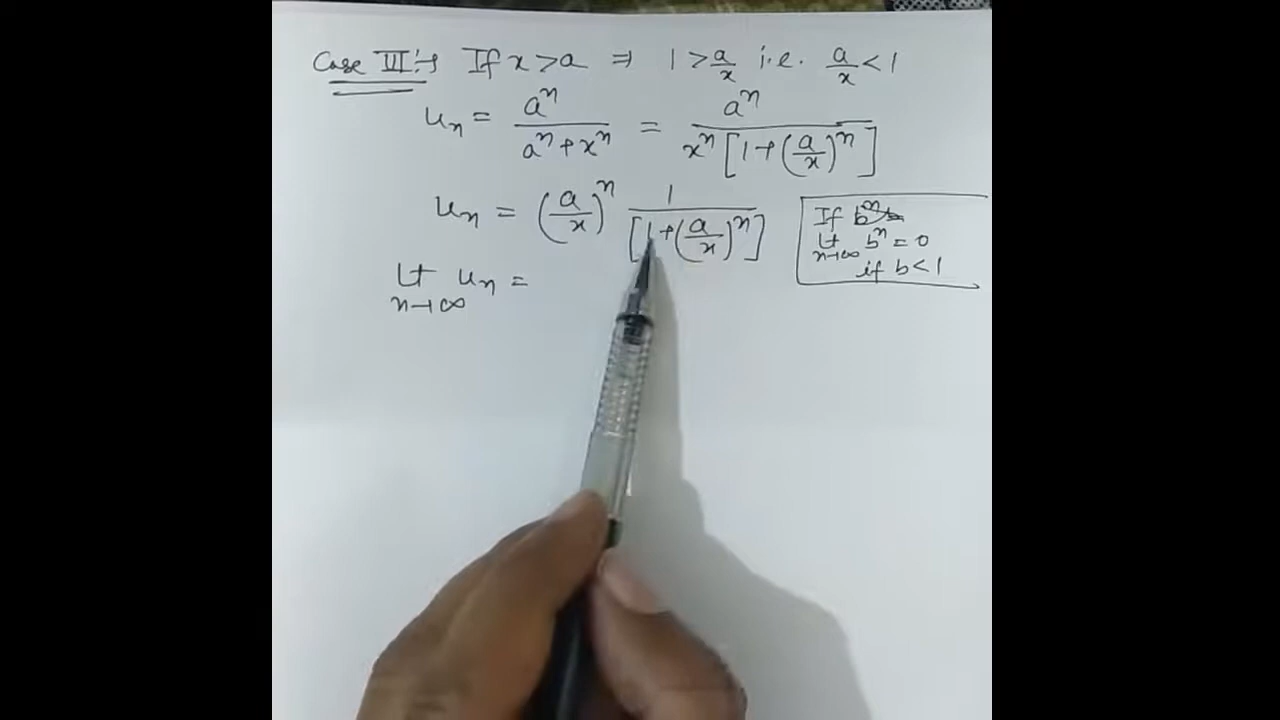 Case III :→ If x > a ⇒ 1 > a/x i.e. a/x < 1
uₙ = aⁿ/(aⁿ + xⁿ) = aⁿ/(xⁿ[1 + (a/x)ⁿ])
uₙ = (a/x)ⁿ 1/[1 + (a/x)ⁿ]
Lt n→∞ uₙ =
If bⁿ
Lt n→∞ bⁿ = 0
if b < 1